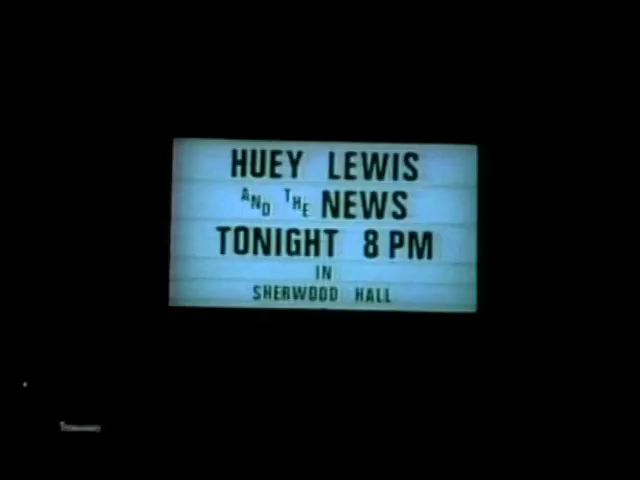 HUEY LEWIS
AND THE NEWS
TONIGHT 8 PM
IN
SHERWOOD HALL